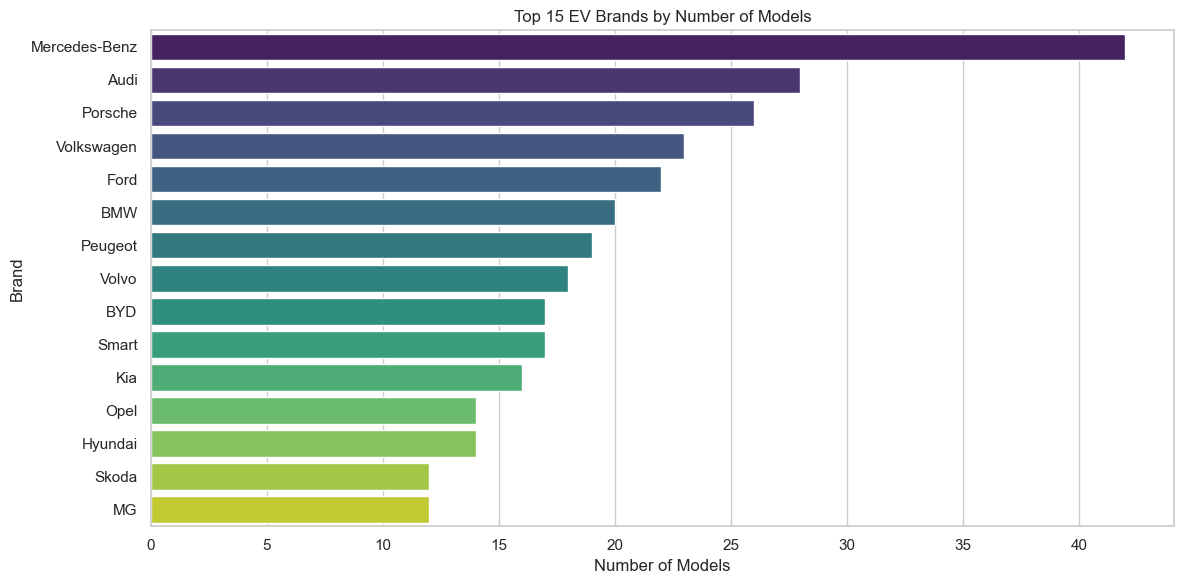 Top 15 EV Brands by Number of Models
Brand
Mercedes-Benz
Audi
Porsche
Volkswagen
Ford
BMW
Peugeot
Volvo
BYD
Smart
Kia
Opel
Hyundai
Skoda
MG
0 5 10 15 20 25 30 35 40
Number of Models